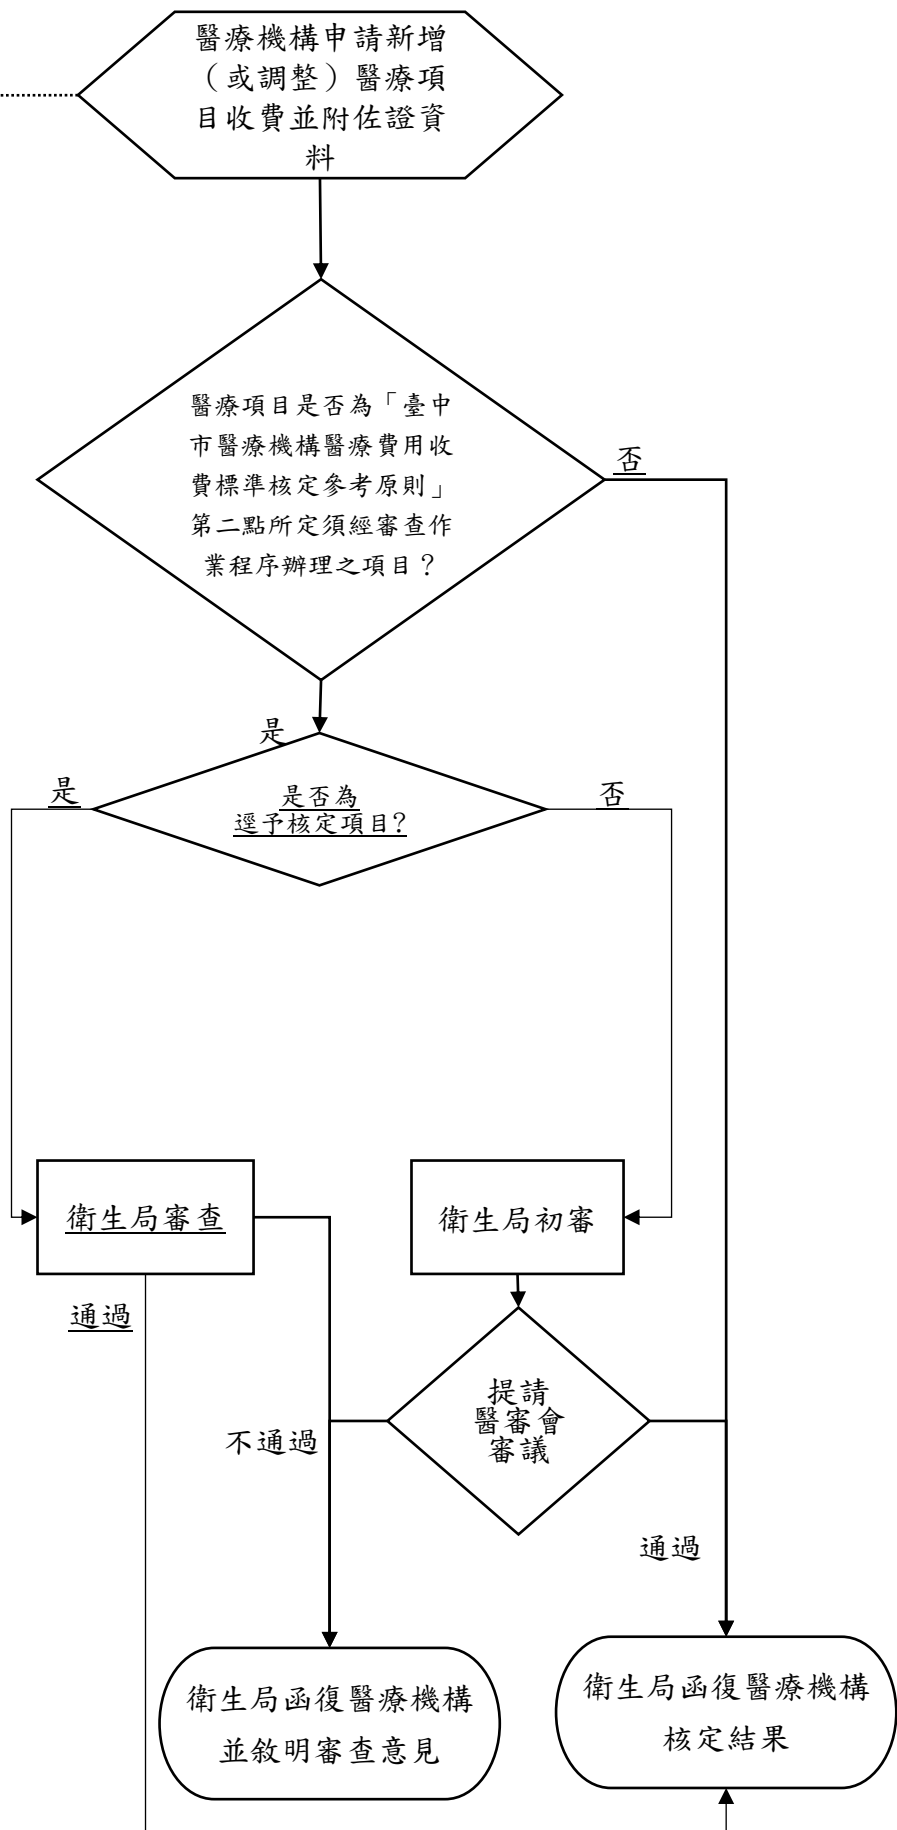 醫療機構申請新增
（或調整）醫療項
目收費並附佐證資
料
醫療項目是否為「臺中
市醫療機構醫療費用收
費標準核定參考原則」
第二點所定須經審查作
業程序辦理之項目？
否
是
是
是否為
逕予核定項目?
否
衛生局審查
衛生局初審
通過
提請
醫審會
審議
不通過
通過
衛生局函復醫療機構
並敘明審查意見
衛生局函復醫療機構
核定結果